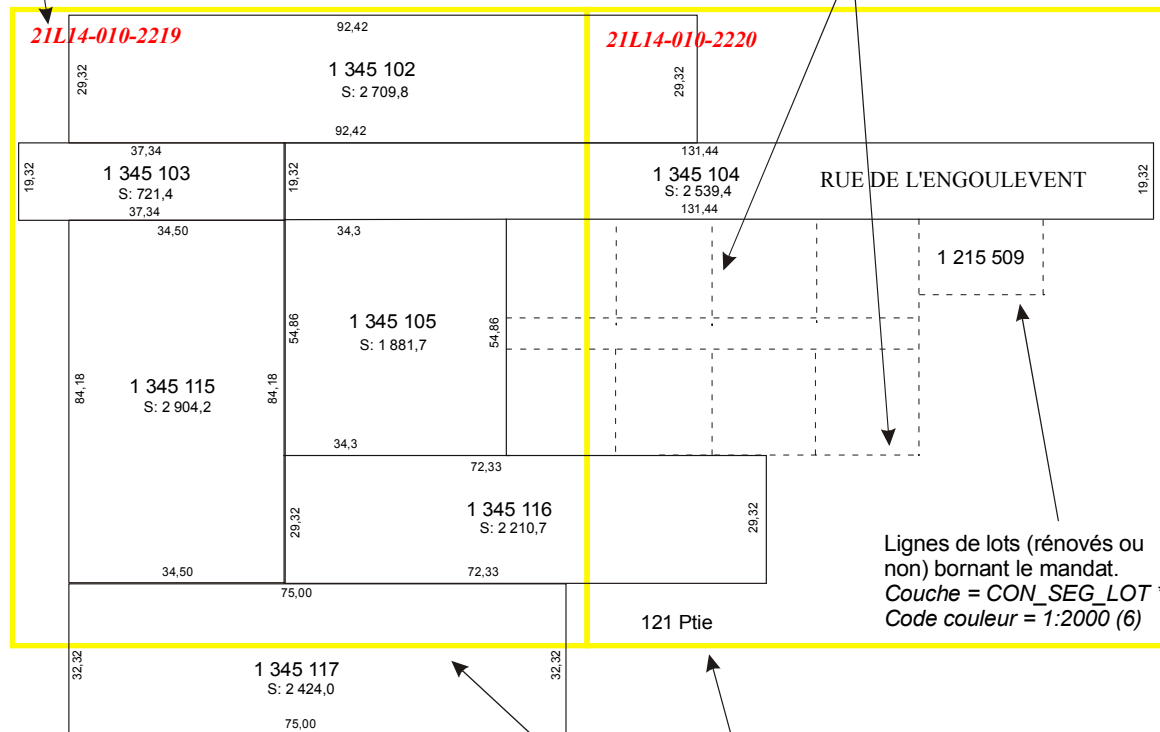 92,42
21L14-010-2219
21L14-010-2220
1 345 102
S: 2 709,8
29,32
29,32
92,42
37,34
131,44
19,32
1 345 103
S: 721,4
19,32
1 345 104
S: 2 539,4
RUE DE L'ENGOULEVENT
19,32
37,34
131,44
34,50
34,3
1 215 509
54,86
1 345 105
S: 1 881,7
54,86
84,18
1 345 115
S: 2 904,2
84,18
34,3
72,33
29,32
1 345 116
S: 2 210,7
29,32
34,50
72,33
Lignes de lots (rénovés ou
non) bornant le mandat.
Couche = CON_SEG_LOT *
Code couleur = 1:2000 (6)
75,00
121 Ptie
32,32
1 345 117
S: 2 424,0
32,32
75,00